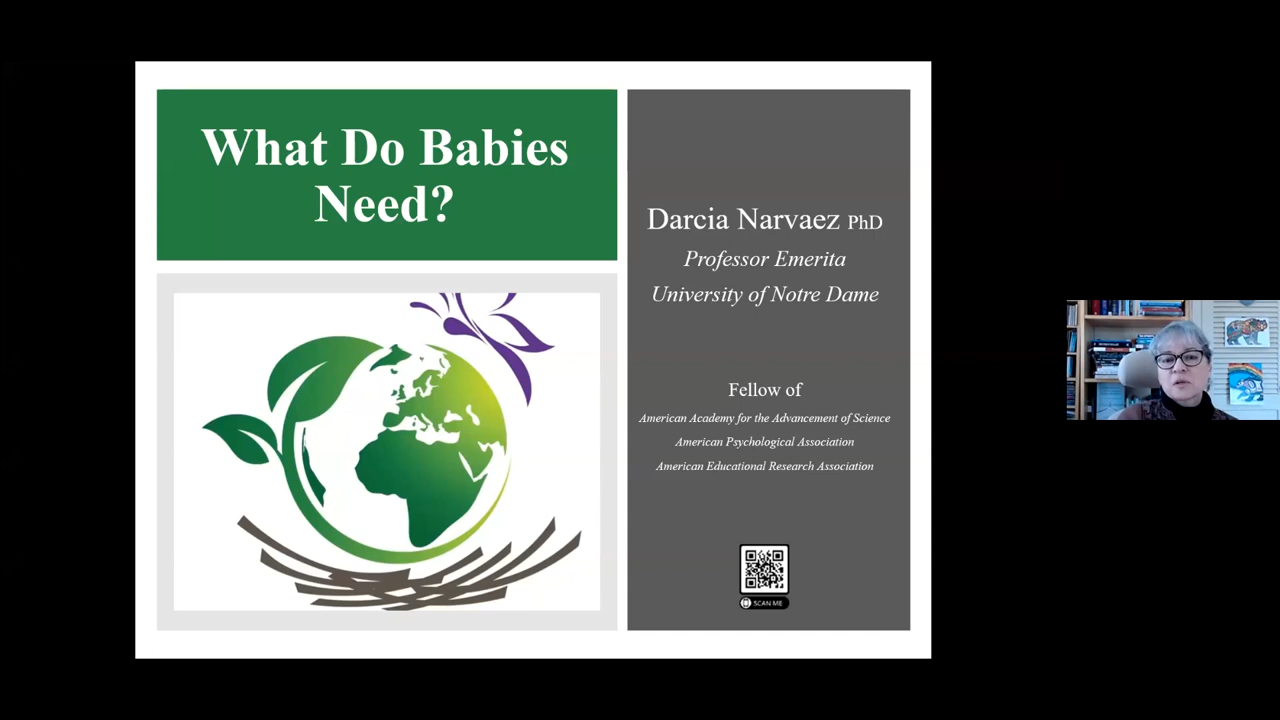 What Do Babies
Need?
Darcia Narvaez PhD
Professor Emerita
University of Notre Dame
Fellow of
American Academy for the Advancement of Science
American Psychological Association
American Educational Research Association
SCAN ME